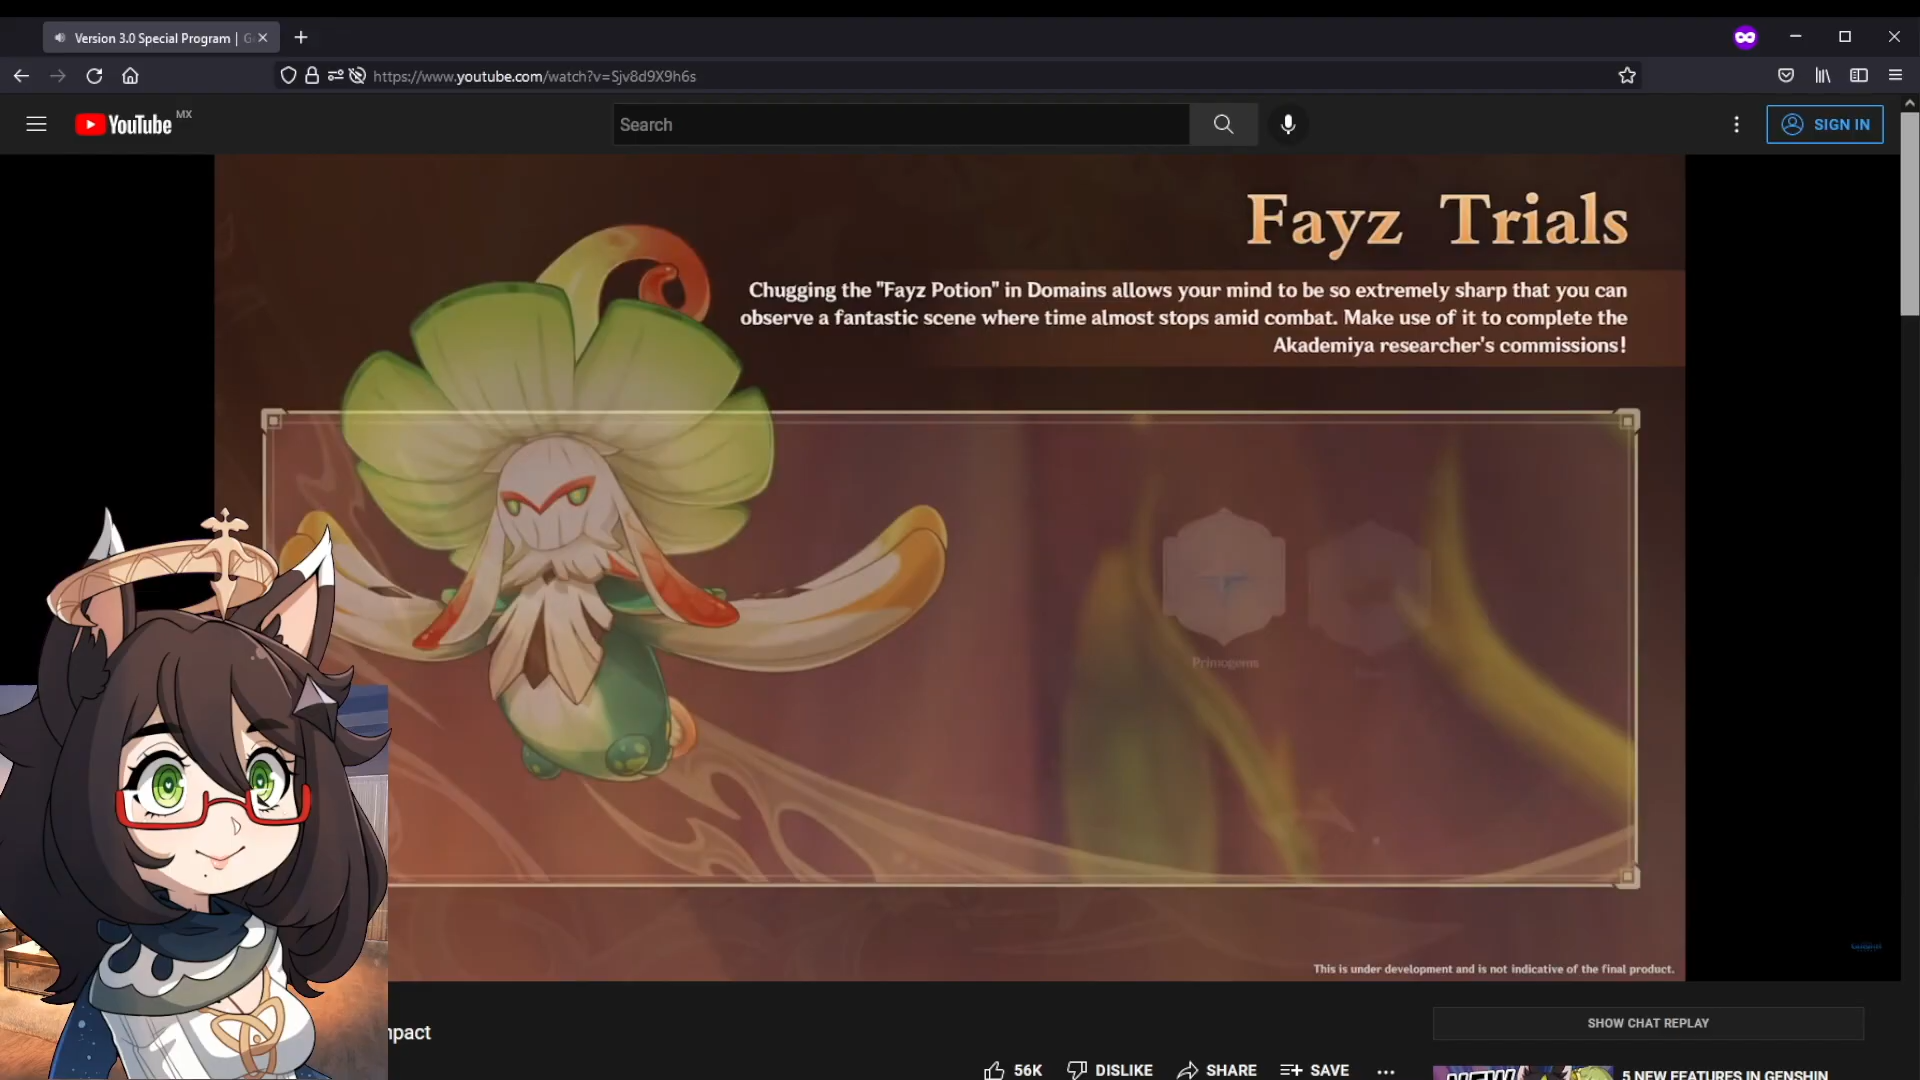 Version 3.0 Special Program | G
https://www.youtube.com/watch?v=Sjv8d9X9h6s
YouTube MX
Search
SIGN IN
Fayz Trials
Chugging the "Fayz Potion" in Domains allows your mind to be so extremely sharp that you can
observe a fantastic scene where time almost stops amid combat. Make use of it to complete the
Akademiya researcher's commissions!
Primogems
This is under development and is not indicative of the final product.
mpact
SHOW CHAT REPLAY
56K DISLIKE SHARE SAVE
5 NEW FEATURES IN GENSHIN